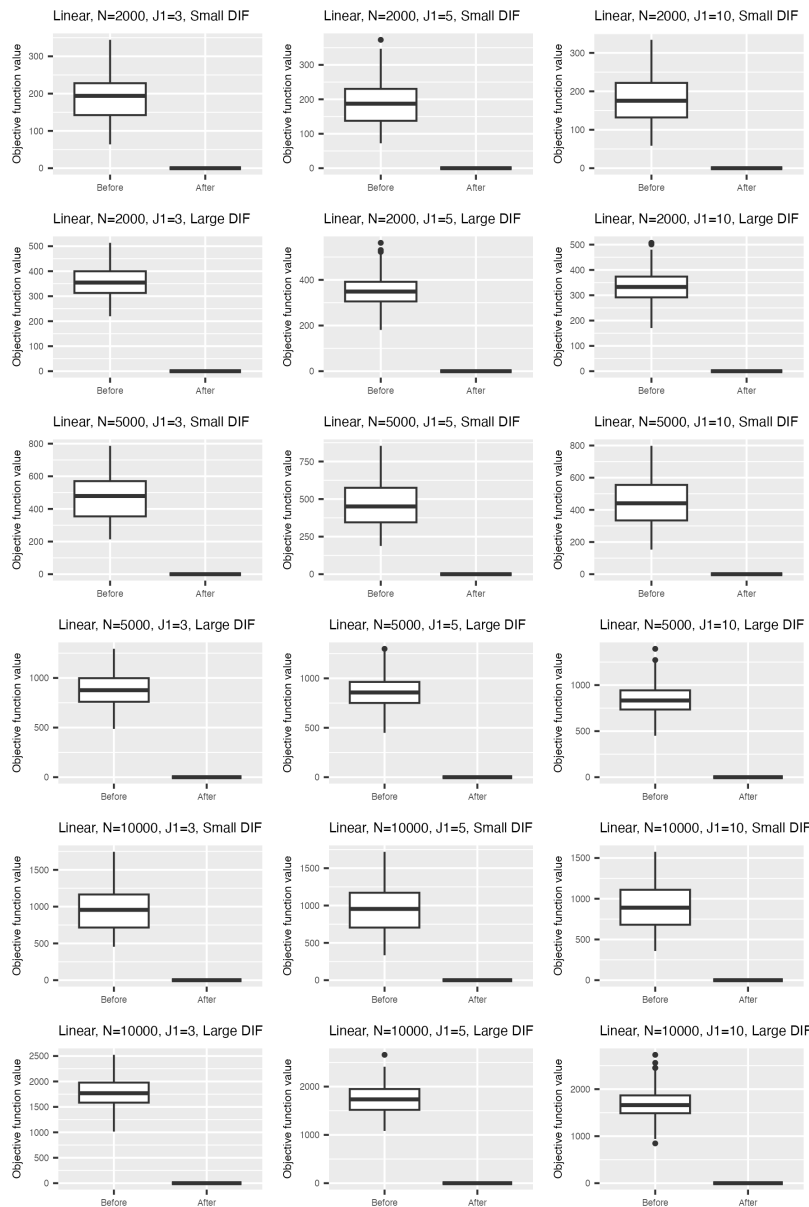 Linear, N=2000, J1=3, Small DIF
Objective function value
300
200
100
0
Before
After
Linear, N=2000, J1=5, Small DIF
Objective function value
300
200
100
0
Before
After
Linear, N=2000, J1=10, Small DIF
Objective function value
300
200
100
0
Before
After
Linear, N=2000, J1=3, Large DIF
Objective function value
500
400
300
200
100
0
Before
After
Linear, N=2000, J1=5, Large DIF
Objective function value
400
200
0
Before
After
Linear, N=2000, J1=10, Large DIF
Objective function value
500
400
300
200
100
0
Before
After
Linear, N=5000, J1=3, Small DIF
Objective function value
800
600
400
200
0
Before
After
Linear, N=5000, J1=5, Small DIF
Objective function value
750
500
250
0
Before
After
Linear, N=5000, J1=10, Small DIF
Objective function value
800
600
400
200
0
Before
After
Linear, N=5000, J1=3, Large DIF
Objective function value
1000
500
0
Before
After
Linear, N=5000, J1=5, Large DIF
Objective function value
1000
500
0
Before
After
Linear, N=5000, J1=10, Large DIF
Objective function value
1000
500
0
Before
After
Linear, N=10000, J1=3, Small DIF
Objective function value
1500
1000
500
0
Before
After
Linear, N=10000, J1=5, Small DIF
Objective function value
1500
1000
500
0
Before
After
Linear, N=10000, J1=10, Small DIF
Objective function value
1500
1000
500
0
Before
After
Linear, N=10000, J1=3, Large DIF
Objective function value
2500
2000
1500
1000
500
0
Before
After
Linear, N=10000, J1=5, Large DIF
Objective function value
2000
1000
0
Before
After
Linear, N=10000, J1=10, Large DIF
Objective function value
2000
1000
0
Before
After